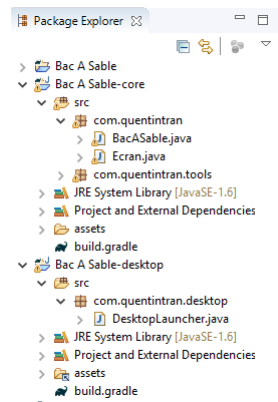 Package Explorer
Bac A Sable
Bac A Sable-core
src
com.quentintran
BacASable.java
Ecran.java
com.quentintran.tools
JRE System Library [JavaSE-1.6]
Project and External Dependencies
assets
build.gradle
Bac A Sable-desktop
src
com.quentintran.desktop
DesktopLauncher.java
JRE System Library [JavaSE-1.6]
Project and External Dependencies
assets
build.gradle